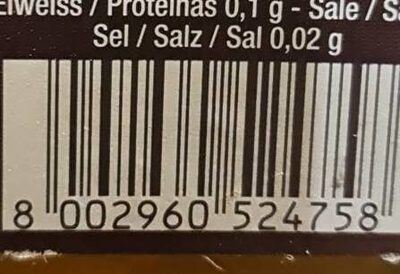 Eiweiss / Proteínas 0,1 g - Sale /
Sel / Salz / Sal 0,02 g
8 002960 524758